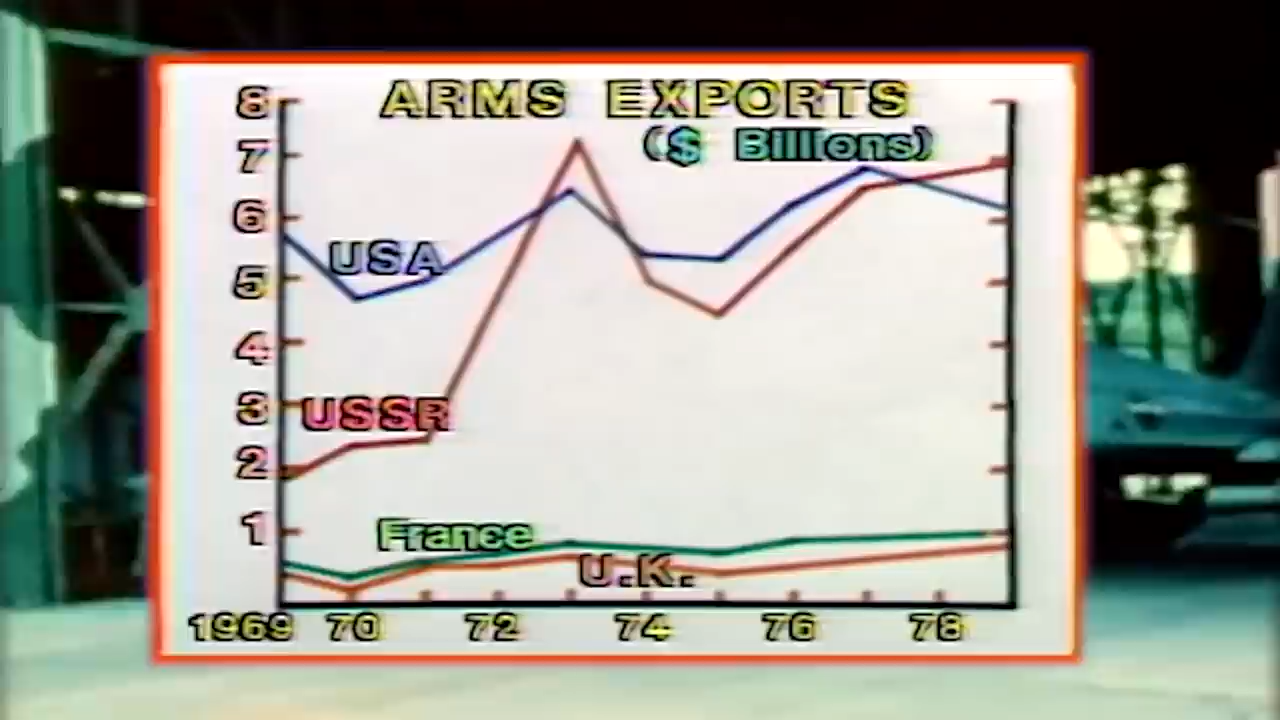 ARMS EXPORTS
($ Billions)
8
7
6
5
4
3
2
1
USA
USSR
France
U.K.
1969 70 72 74 76 78